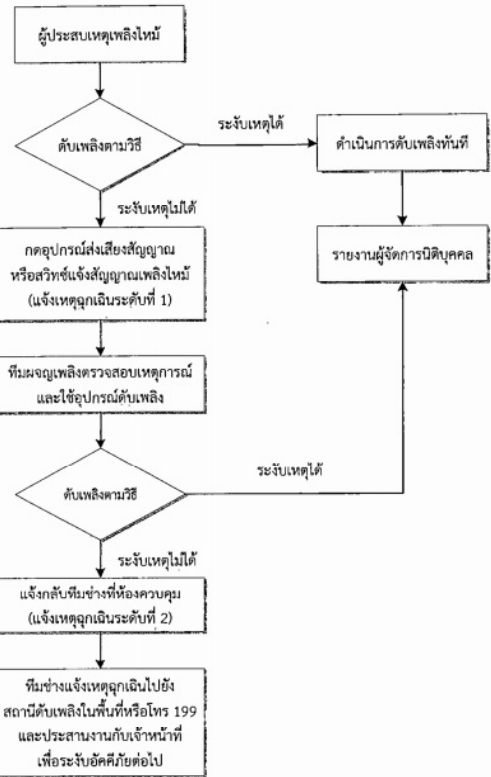 ผู้ประสบเหตุเพลิงไหม้
ดับเพลิงตามวิธี
ระงับเหตุได้
ดำเนินการดับเพลิงทันที
ระงับเหตุไม่ได้
กดอุปกรณ์ส่งเสียงสัญญาณ
หรือสวิทซ์แจ้งสัญญาณเพลิงไหม้
(แจ้งเหตุฉุกเฉินระดับที่ 1)
รายงานผู้จัดการนิติบุคคล
ทีมผจญเพลิงตรวจสอบเหตุการณ์
และใช้อุปกรณ์ดับเพลิง
ดับเพลิงตามวิธี
ระงับเหตุได้
ระงับเหตุไม่ได้
แจ้งกลับทีมช่างที่ห้องควบคุม
(แจ้งเหตุฉุกเฉินระดับที่ 2)
ทีมช่างแจ้งเหตุฉุกเฉินไปยัง
สถานีดับเพลิงในพื้นที่หรือโทร 199
และประสานงานกับเจ้าหน้าที่
เพื่อระงับอัคคีภัยต่อไป